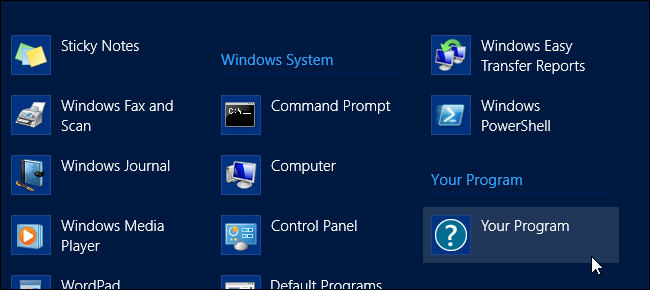 Sticky Notes
Windows Fax and
Scan
Windows Journal
Windows Media
Player
WordPad
Windows System
Command Prompt
Computer
Control Panel
Default Programs
Windows Easy
Transfer Reports
Windows
PowerShell
Your Program
Your Program